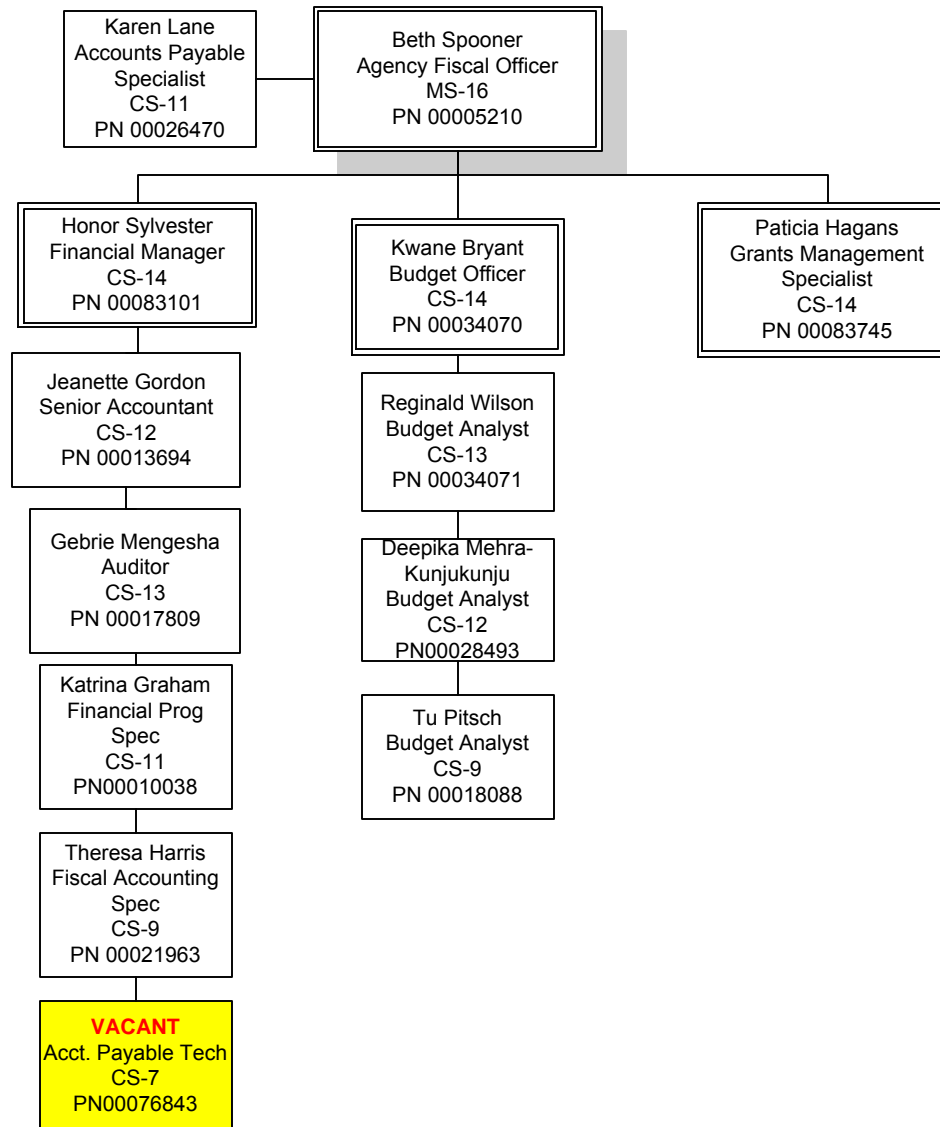 Karen Lane
Accounts Payable
Specialist
CS-11
PN 00026470
Beth Spooner
Agency Fiscal Officer
MS-16
PN 00005210
Honor Sylvester
Financial Manager
CS-14
PN 00083101
Kwane Bryant
Budget Officer
CS-14
PN 00034070
Paticia Hagans
Grants Management
Specialist
CS-14
PN 00083745
Jeanette Gordon
Senior Accountant
CS-12
PN 00013694
Reginald Wilson
Budget Analyst
CS-13
PN 00034071
Gebrie Mengesha
Auditor
CS-13
PN 00017809
Deepika Mehra-
Kunjukunju
Budget Analyst
CS-12
PN00028493
Katrina Graham
Financial Prog
Spec
CS-11
PN00010038
Tu Pitsch
Budget Analyst
CS-9
PN 00018088
Theresa Harris
Fiscal Accounting
Spec
CS-9
PN 00021963
VACANT
Acct. Payable Tech
CS-7
PN00076843